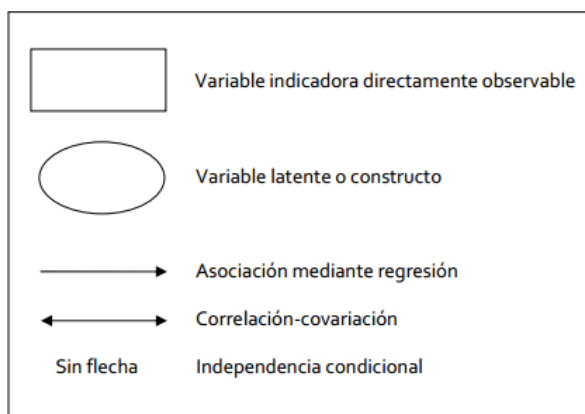 Variable indicadora directamente observable
Variable latente o constructo
Asociación mediante regresión
Correlación-covariación
Sin flecha Independencia condicional